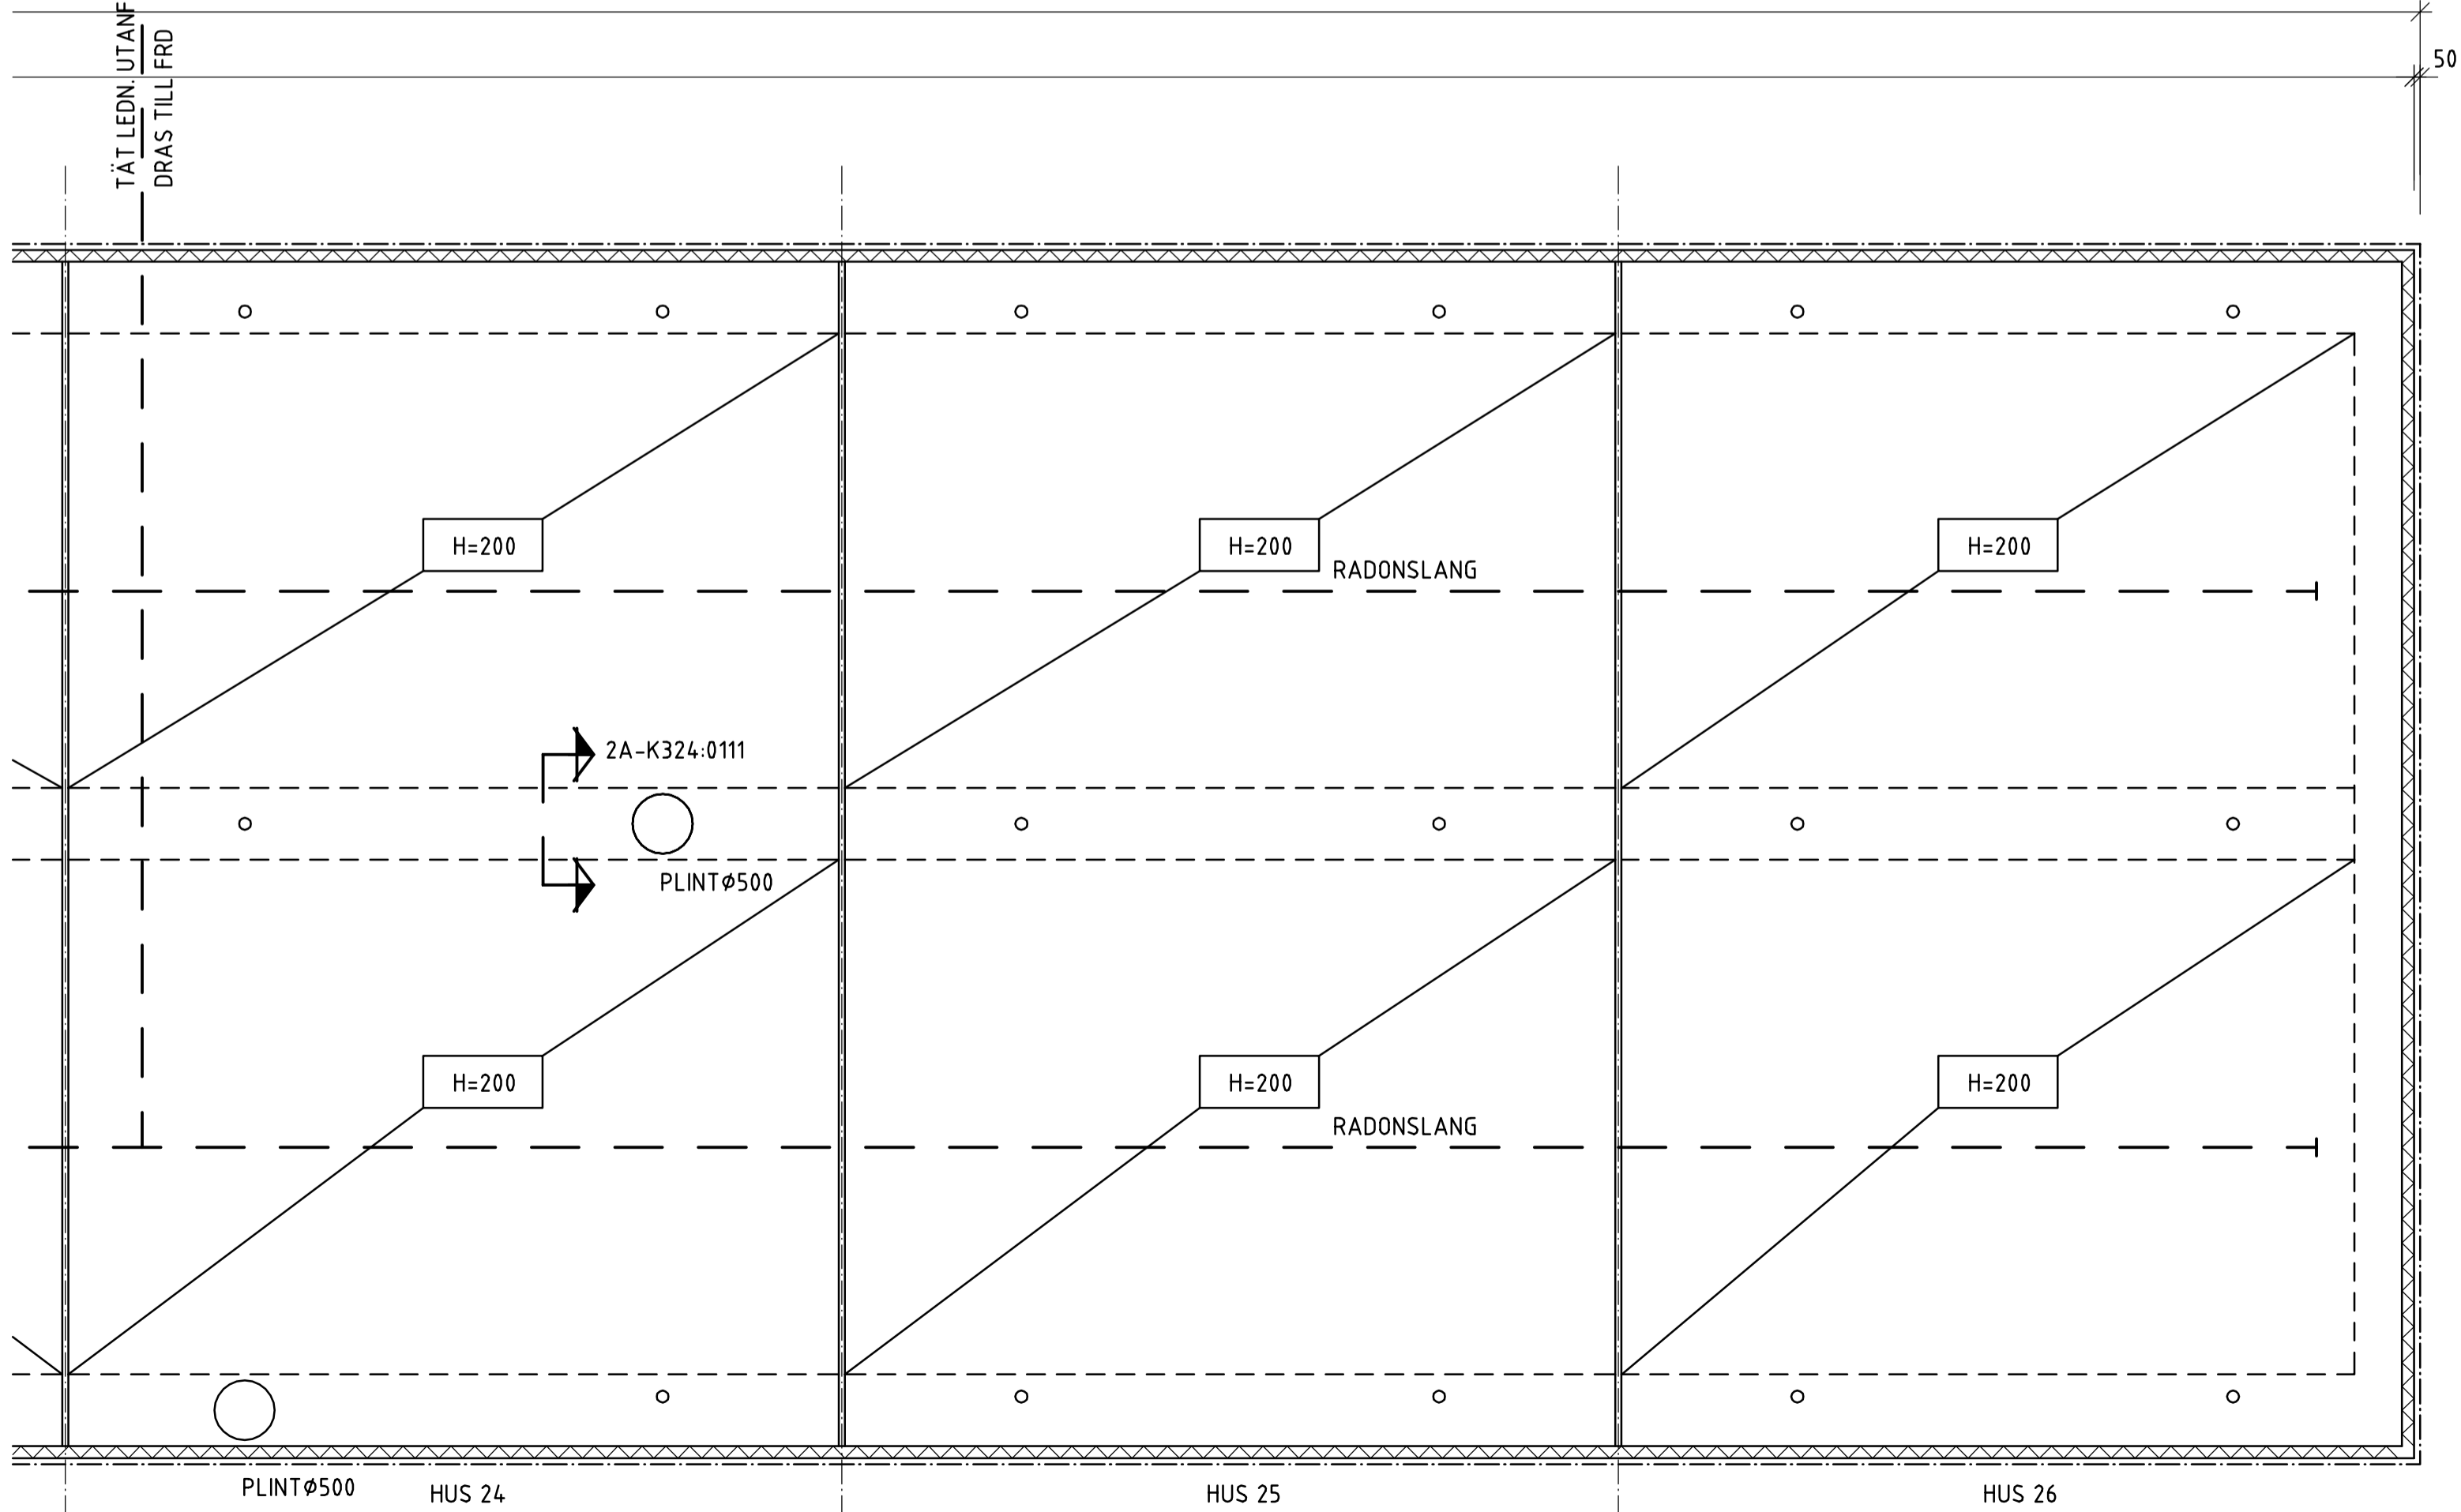 TÄT LEDN. UTANF
DRAS TILL FRD
50
H=200
H=200
H=200
RADONSLANG
2A-K324:0111
PLINTØ500
H=200
H=200
H=200
RADONSLANG
PLINTØ500
HUS 24
HUS 25
HUS 26